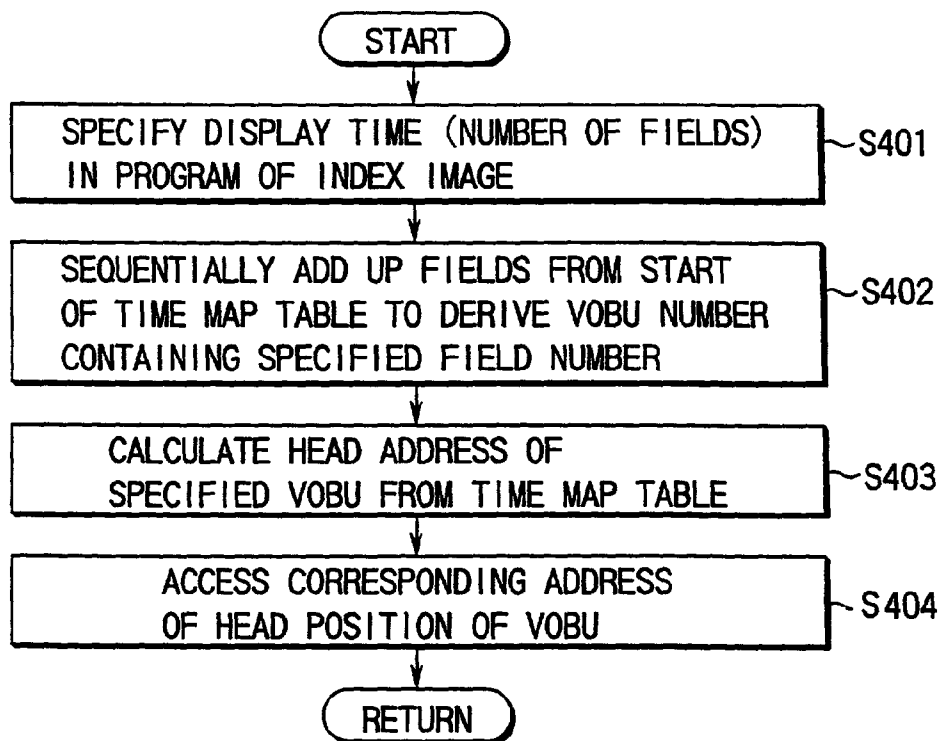 START
SPECIFY DISPLAY TIME (NUMBER OF FIELDS)
IN PROGRAM OF INDEX IMAGE
S401
SEQUENTIALLY ADD UP FIELDS FROM START
OF TIME MAP TABLE TO DERIVE VOBU NUMBER
CONTAINING SPECIFIED FIELD NUMBER
S402
CALCULATE HEAD ADDRESS OF
SPECIFIED VOBU FROM TIME MAP TABLE
S403
ACCESS CORRESPONDING ADDRESS
OF HEAD POSITION OF VOBU
S404
RETURN